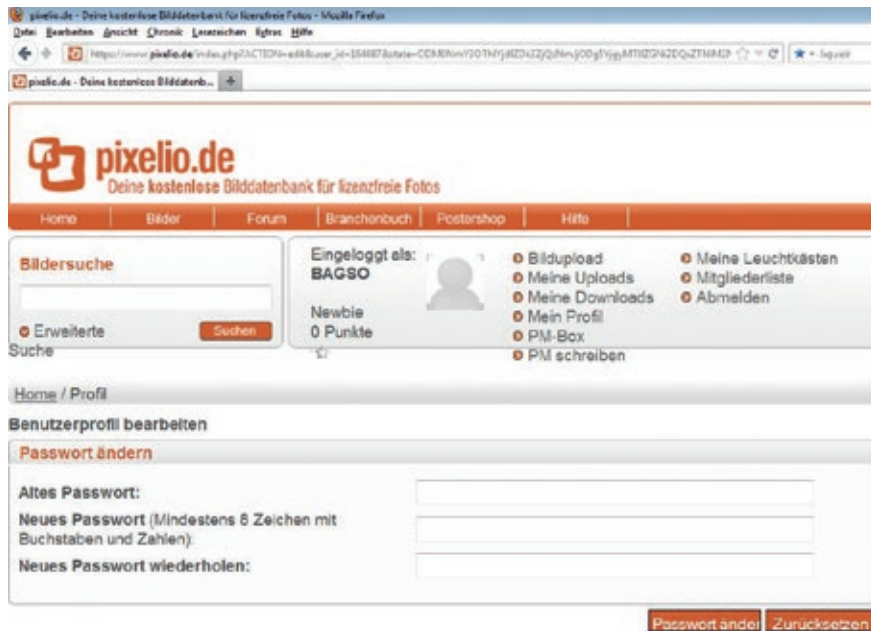 pixelio.de - Deine kostenlose Bilddatenbank für lizenzfreie Fotos - Mozilla Firefox
Datei Bearbeiten Ansicht Chronik Lesezeichen Extras Hilfe
pixelio.de - Deine kostenlose Bilddatenb...
pixelio.de
Deine kostenlose Bilddatenbank für lizenzfreie Fotos
Home Bilder Forum Branchenbuch Postershop Hilfe
Bildersuche
Erweiterte Suche
Suchen
Eingeloggt als:
BAGSO
Newbie
0 Punkte
Bildupload
Meine Uploads
Meine Downloads
Mein Profil
PM-Box
PM schreiben
Meine Leuchtkästen
Mitgliederliste
Abmelden
Home / Profil
Benutzerprofil bearbeiten
Passwort ändern
Altes Passwort:
Neues Passwort (Mindestens 6 Zeichen mit
Buchstaben und Zahlen):
Neues Passwort wiederholen:
Passwort änder Zurücksetzen